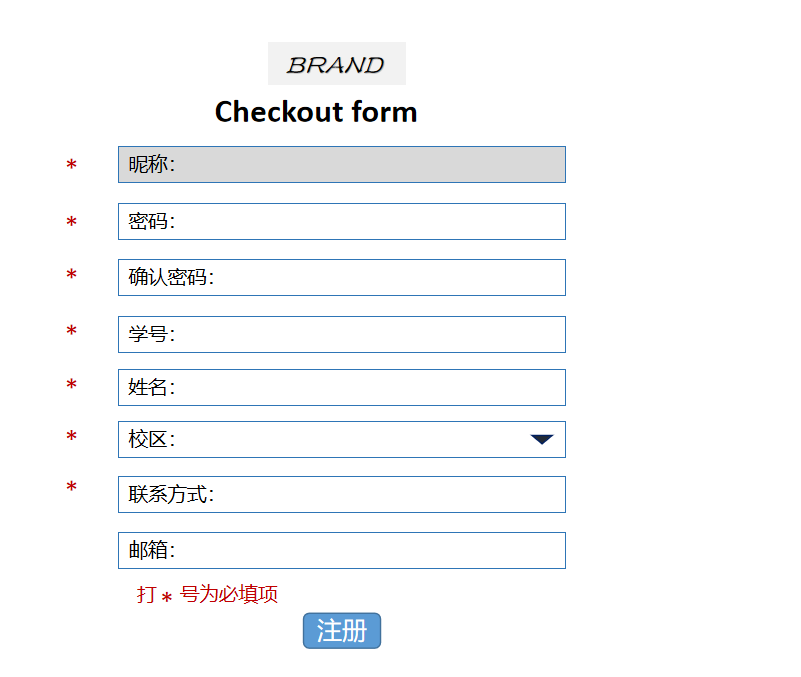 BRAND
Checkout form
* 昵称：
* 密码：
* 确认密码：
* 学号：
* 姓名：
* 校区：
* 联系方式：
邮箱：
打 * 号为必填项
注册